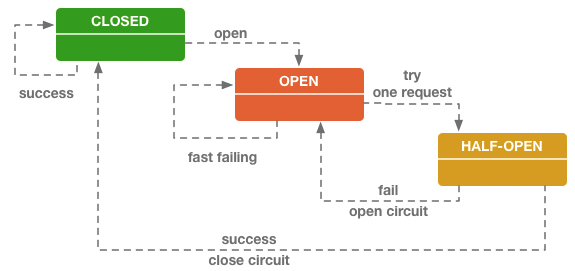 CLOSED
open
success
OPEN
try
one request
fast failing
HALF-OPEN
fail
open circuit
success
close circuit